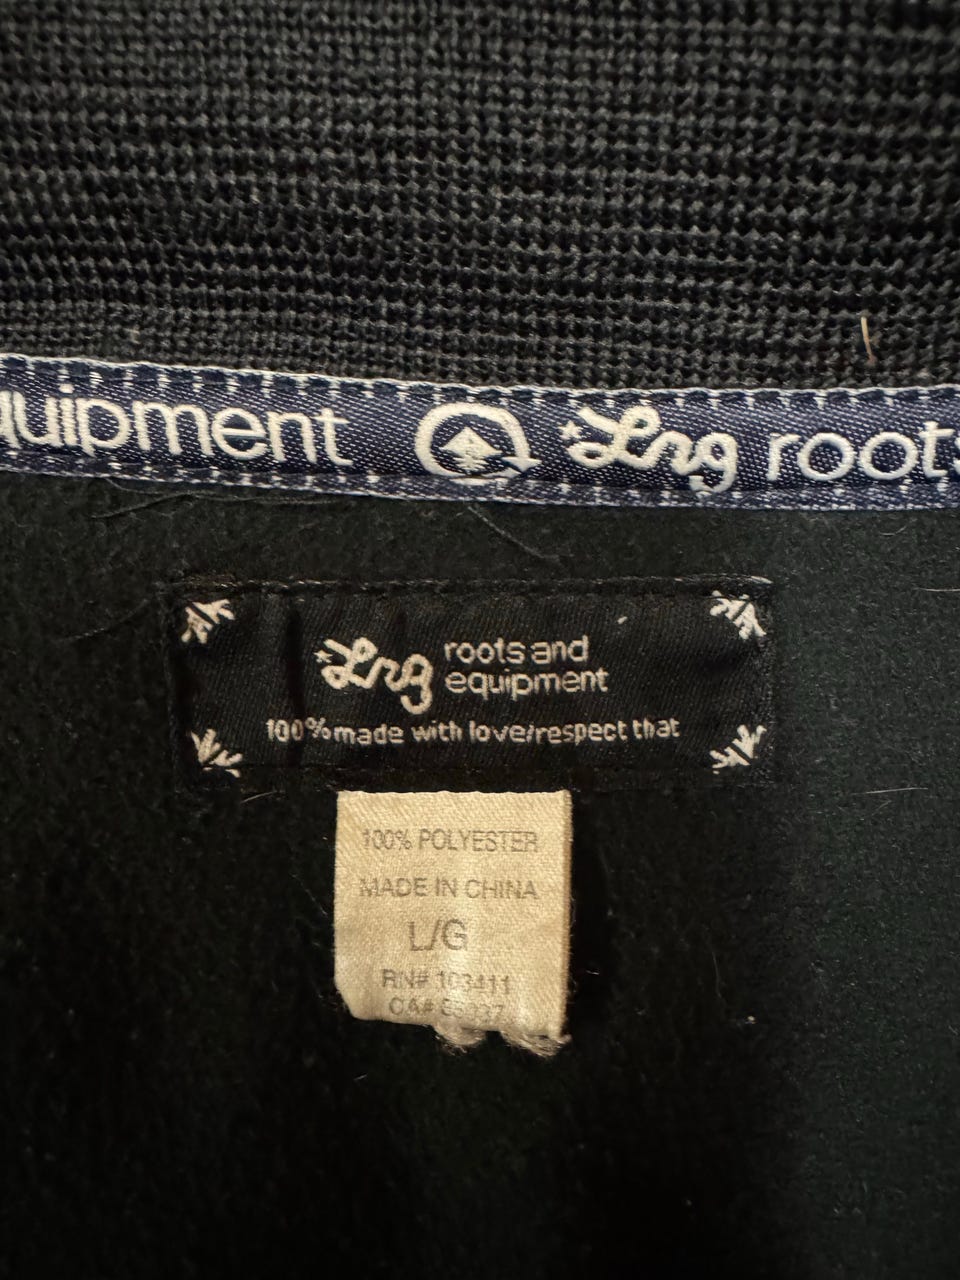 quipment Lrg roots
Lrg roots and
equipment
100% made with love/respect that
100% POLYESTER
MADE IN CHINA
L/G
RN# 103411
CA#